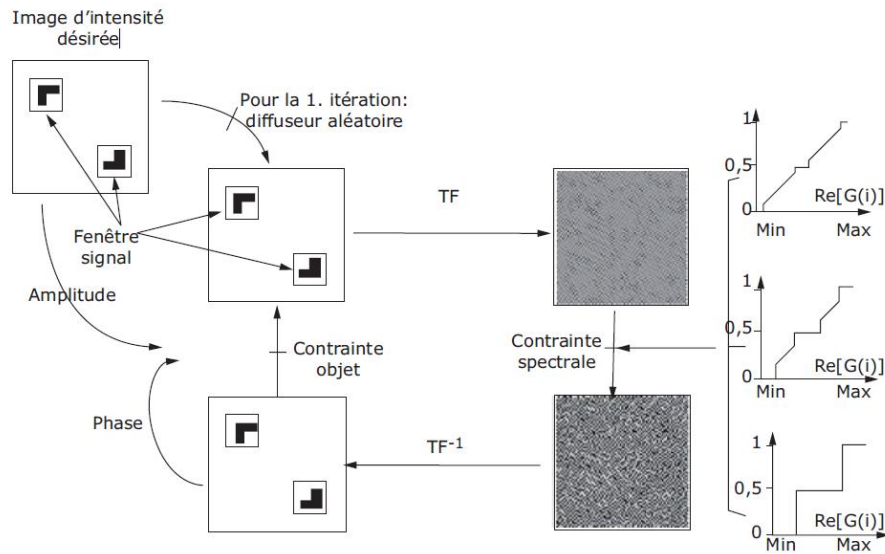 Image d'intensité
désirée
Pour la 1. itération:
diffuseur aléatoire
TF
1
0,5
0
Re[G(i)]
Min
Max
Fenêtre
signal
Amplitude
Contrainte
objet
Contrainte
spectrale
1
0,5
0
Re[G(i)]
Min
Max
Phase
TF-1
1
0,5
0
Re[G(i)]
Min
Max